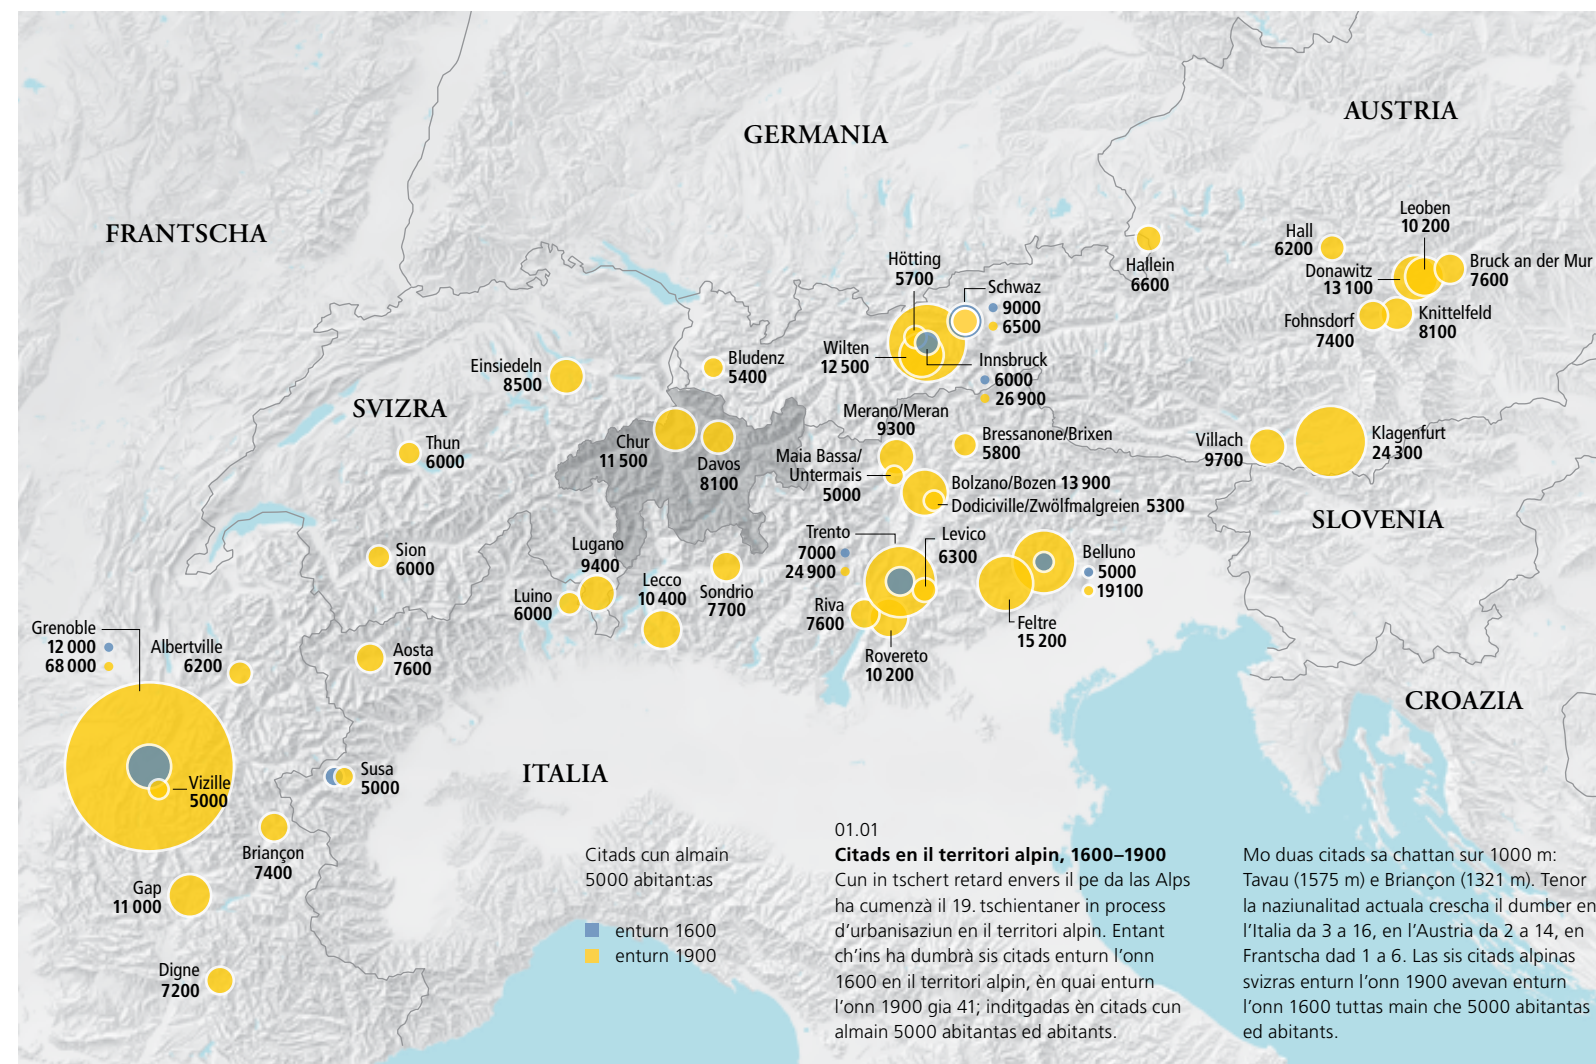 GERMANIA
AUSTRIA
FRANTSCHA
SVIZRA
SLOVENIA
CROAZIA
ITALIA
Leoben
10 200
Hall
6200
Donawitz
13 100
Bruck an der Mur
7600
Fohnsdorf
7400
Knittelfeld
8100
Hallein
6600
Hötting
5700
Schwaz
9000
6500
Wilten
12 500
Innsbruck
6000
26 900
Bludenz
5400
Einsiedeln
8500
Thun
6000
Chur
11 500
Davos
8100
Merano/Meran
9300
Maia Bassa/
Untermais
5000
Bressanone/Brixen
5800
Bolzano/Bozen 13 900
Dodiciville/Zwölfmalgreien 5300
Villach
9700
Klagenfurt
24 300
Sion
6000
Lugano
9400
Luino
6000
Lecco
10 400
Sondrio
7700
Trento
7000
24 900
Levico
6300
Riva
7600
Rovereto
10 200
Belluno
5000
19100
Feltre
15 200
Grenoble
12 000
68 000
Albertville
6200
Aosta
7600
Vizille
5000
Susa
5000
Briançon
7400
Gap
11 000
Digne
7200
Citads cun almain
5000 abitant:as
enturn 1600
enturn 1900
01.01
Citads en il territori alpin, 1600–1900
Cun in tschert retard envers il pe da las Alps
ha cumenzà il 19. tschientaner in process
d'urbanisaziun en il territori alpin. Entant
ch'ins ha dumbrà sis citads enturn l'onn
1600 en il territori alpin, èn quai enturn
l'onn 1900 gia 41; inditgadas èn citads cun
almain 5000 abitantas ed abitants.
Mo duas citads sa chattan sur 1000 m:
Tavau (1575 m) e Briançon (1321 m). Tenor
la naziunalitad actuala crescha il dumber en
l'Italia da 3 a 16, en l'Austria da 2 a 14, en
Frantscha dad 1 a 6. Las sis citads alpinas
svizras enturn l'onn 1900 avevan enturn
l'onn 1600 tuttas main che 5000 abitantas
ed abitants.